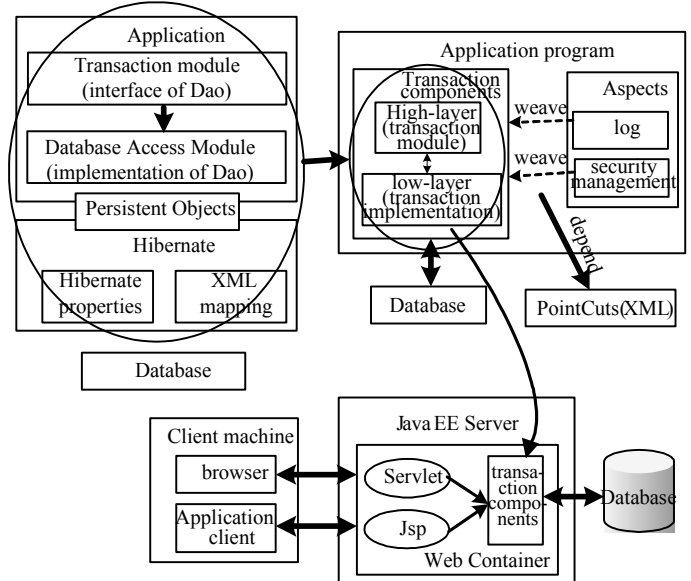 Application
Transaction module
(interface of Dao)
Database Access Module
(implementation of Dao)
Persistent Objects
Hibernate
Hibernate
properties
XML
mapping
Database
Application program
Transaction
components
High-layer
(transaction
module)
low-layer
(transaction
implementation)
weave
weave
Aspects
log
security
management
depend
Database
PointCuts(XML)
Client machine
browser
Application
client
Java EE Server
Servlet
Jsp
transa-
ction
compo-
nents
Web Container
Database